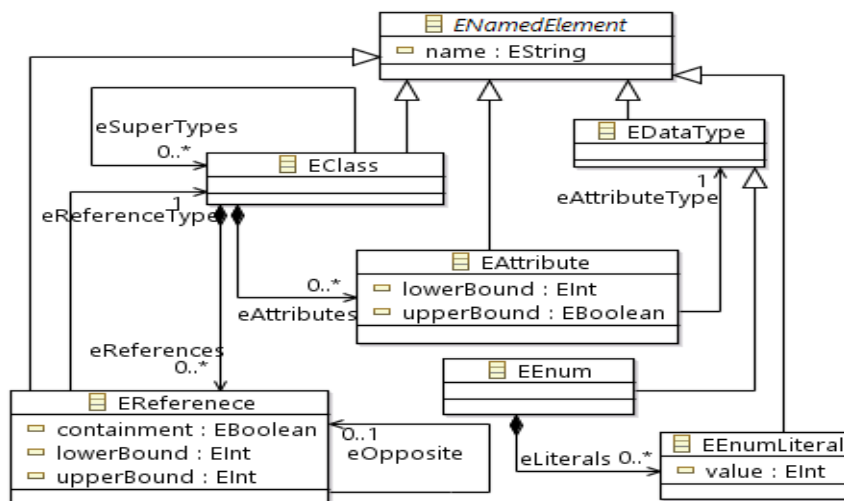 ENamedElement
name : EString
eSuperTypes
0..*
EClass
EDataType
1
eReferenceType
1
eAttributeType
EAttribute
lowerBound : EInt
upperBound : EBoolean
0..*
eAttributes
eReferences
0..*
EEnum
EReferenece
containment : EBoolean
lowerBound : EInt
upperBound : EInt
0..1
eOpposite
eLiterals
0..*
EEnumLiteral
value : EInt